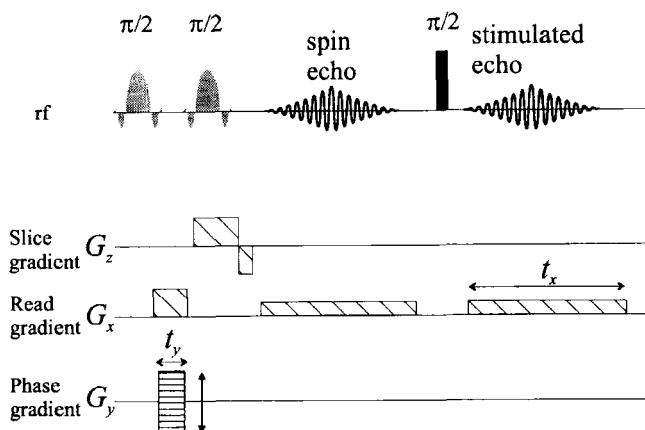 π/2 π/2 π/2
spin echo
stimulated echo
rf
Slice gradient G_z
Read gradient G_x
t_x
t_y
Phase gradient G_y